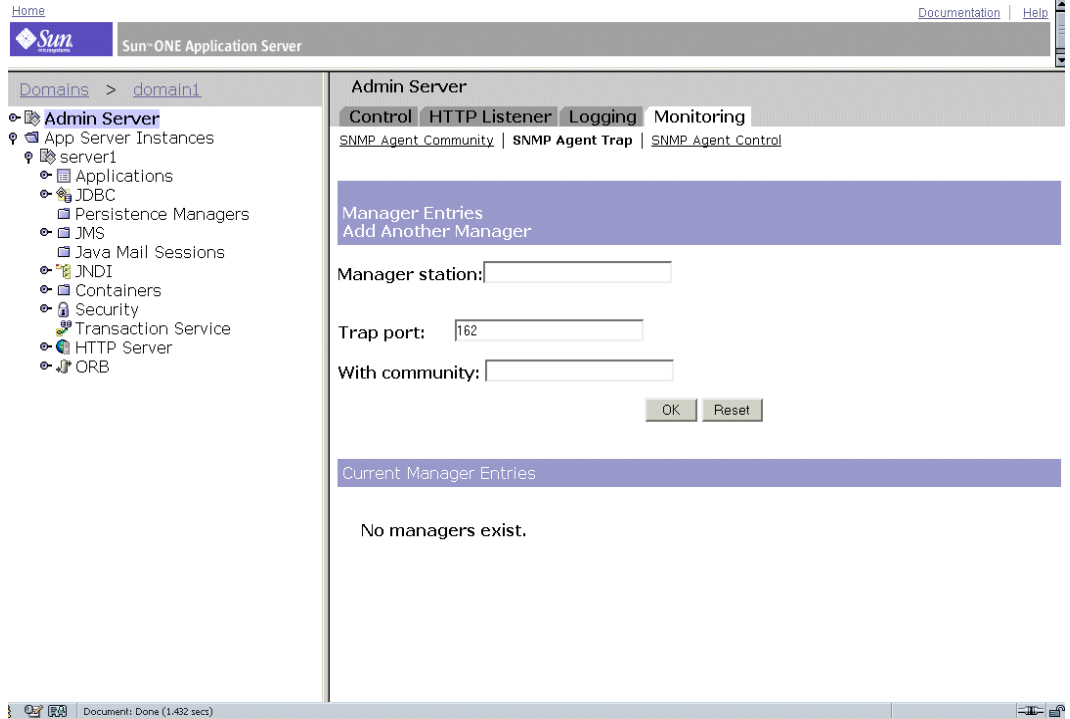 Home
Documentation | Help
Sun microsystems
Sun ONE Application Server
Domains > domain1
Admin Server
App Server Instances
server1
Applications
JDBC
Persistence Managers
JMS
Java Mail Sessions
JNDI
Containers
Security
Transaction Service
HTTP Server
ORB
Admin Server
Control HTTP Listener Logging Monitoring
SNMP Agent Community | SNMP Agent Trap | SNMP Agent Control
Manager Entries
Add Another Manager
Manager station:
Trap port: 162
With community:
OK Reset
Current Manager Entries
No managers exist.
Document: Done (1.432 secs)